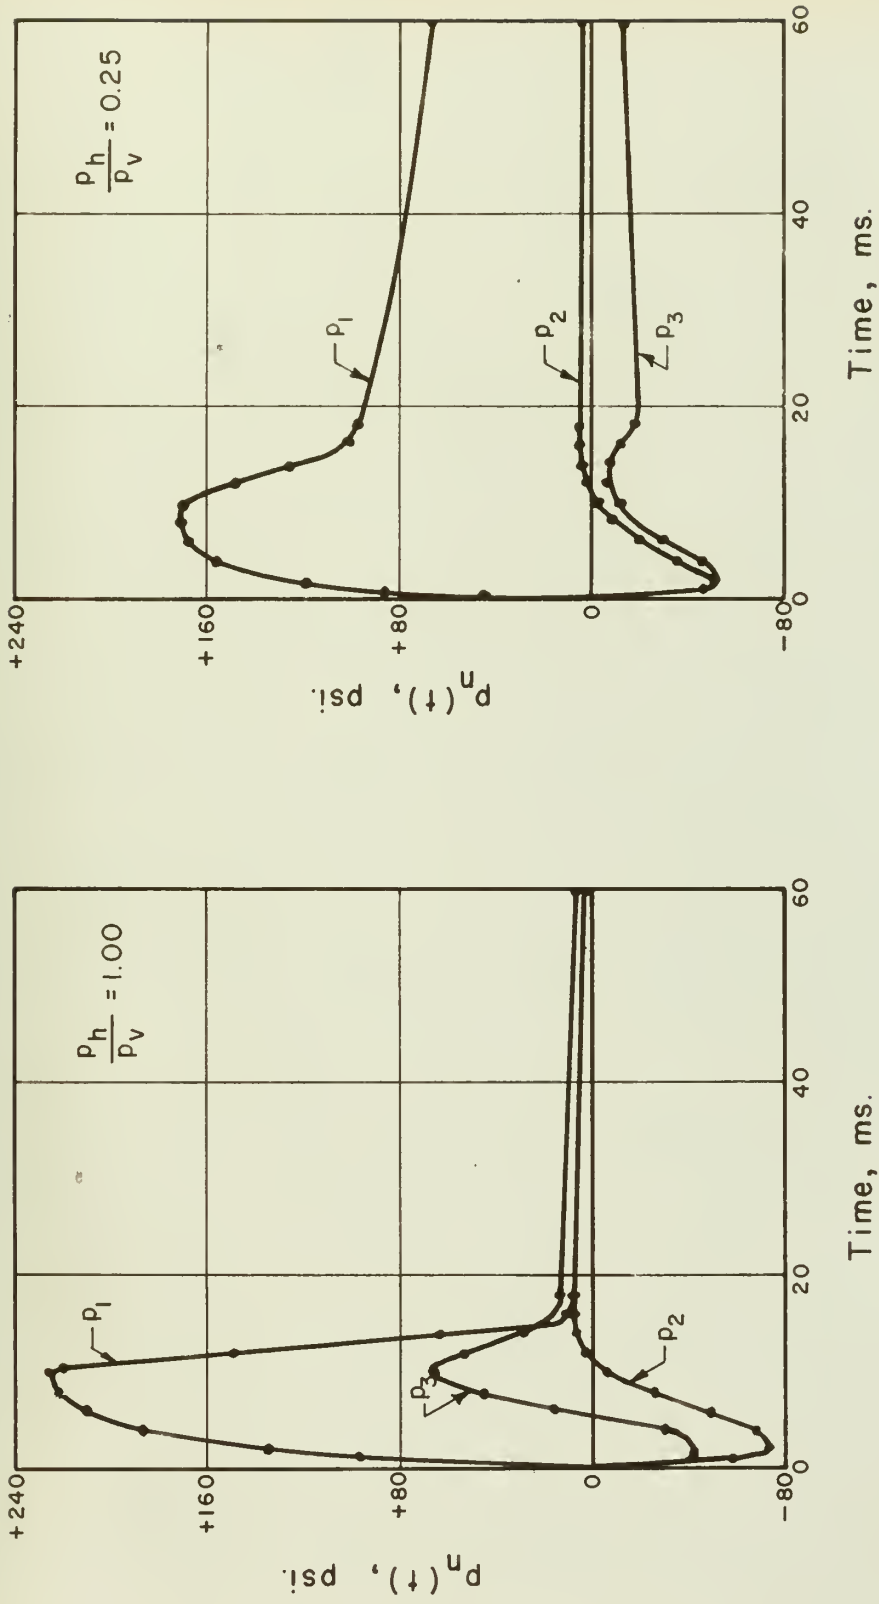 p_h / p_v = 1.00
+240
+160
+80
0
-80
p_n(t), psi.
0
20
40
60
Time, ms.
p_1
p_2
p_3
p_h / p_v = 0.25
+240
+160
+80
0
-80
p_n(t), psi.
0
20
40
60
Time, ms.
p_1
p_2
p_3